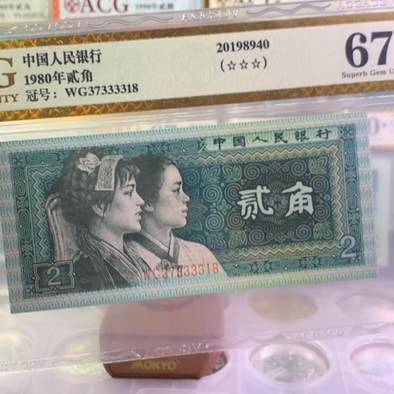 ACG
G
中国人民银行
1980年贰角
冠号: WG37333318
20198940
(☆☆☆)
67
Superb Gem U
中国人民银行
贰角
2
2
WG37333318
MOKYO